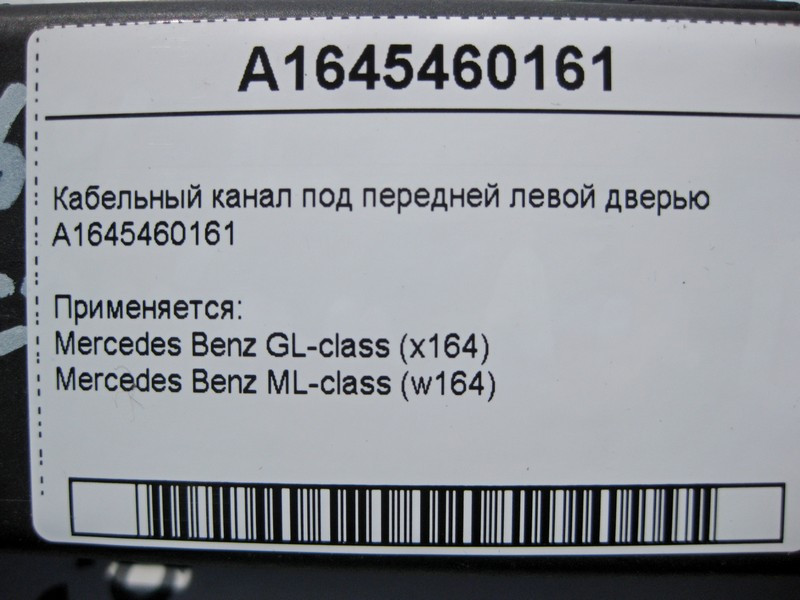 A1645460161
Кабельный канал под передней левой дверью
A1645460161
Применяется:
Mercedes Benz GL-class (x164)
Mercedes Benz ML-class (w164)